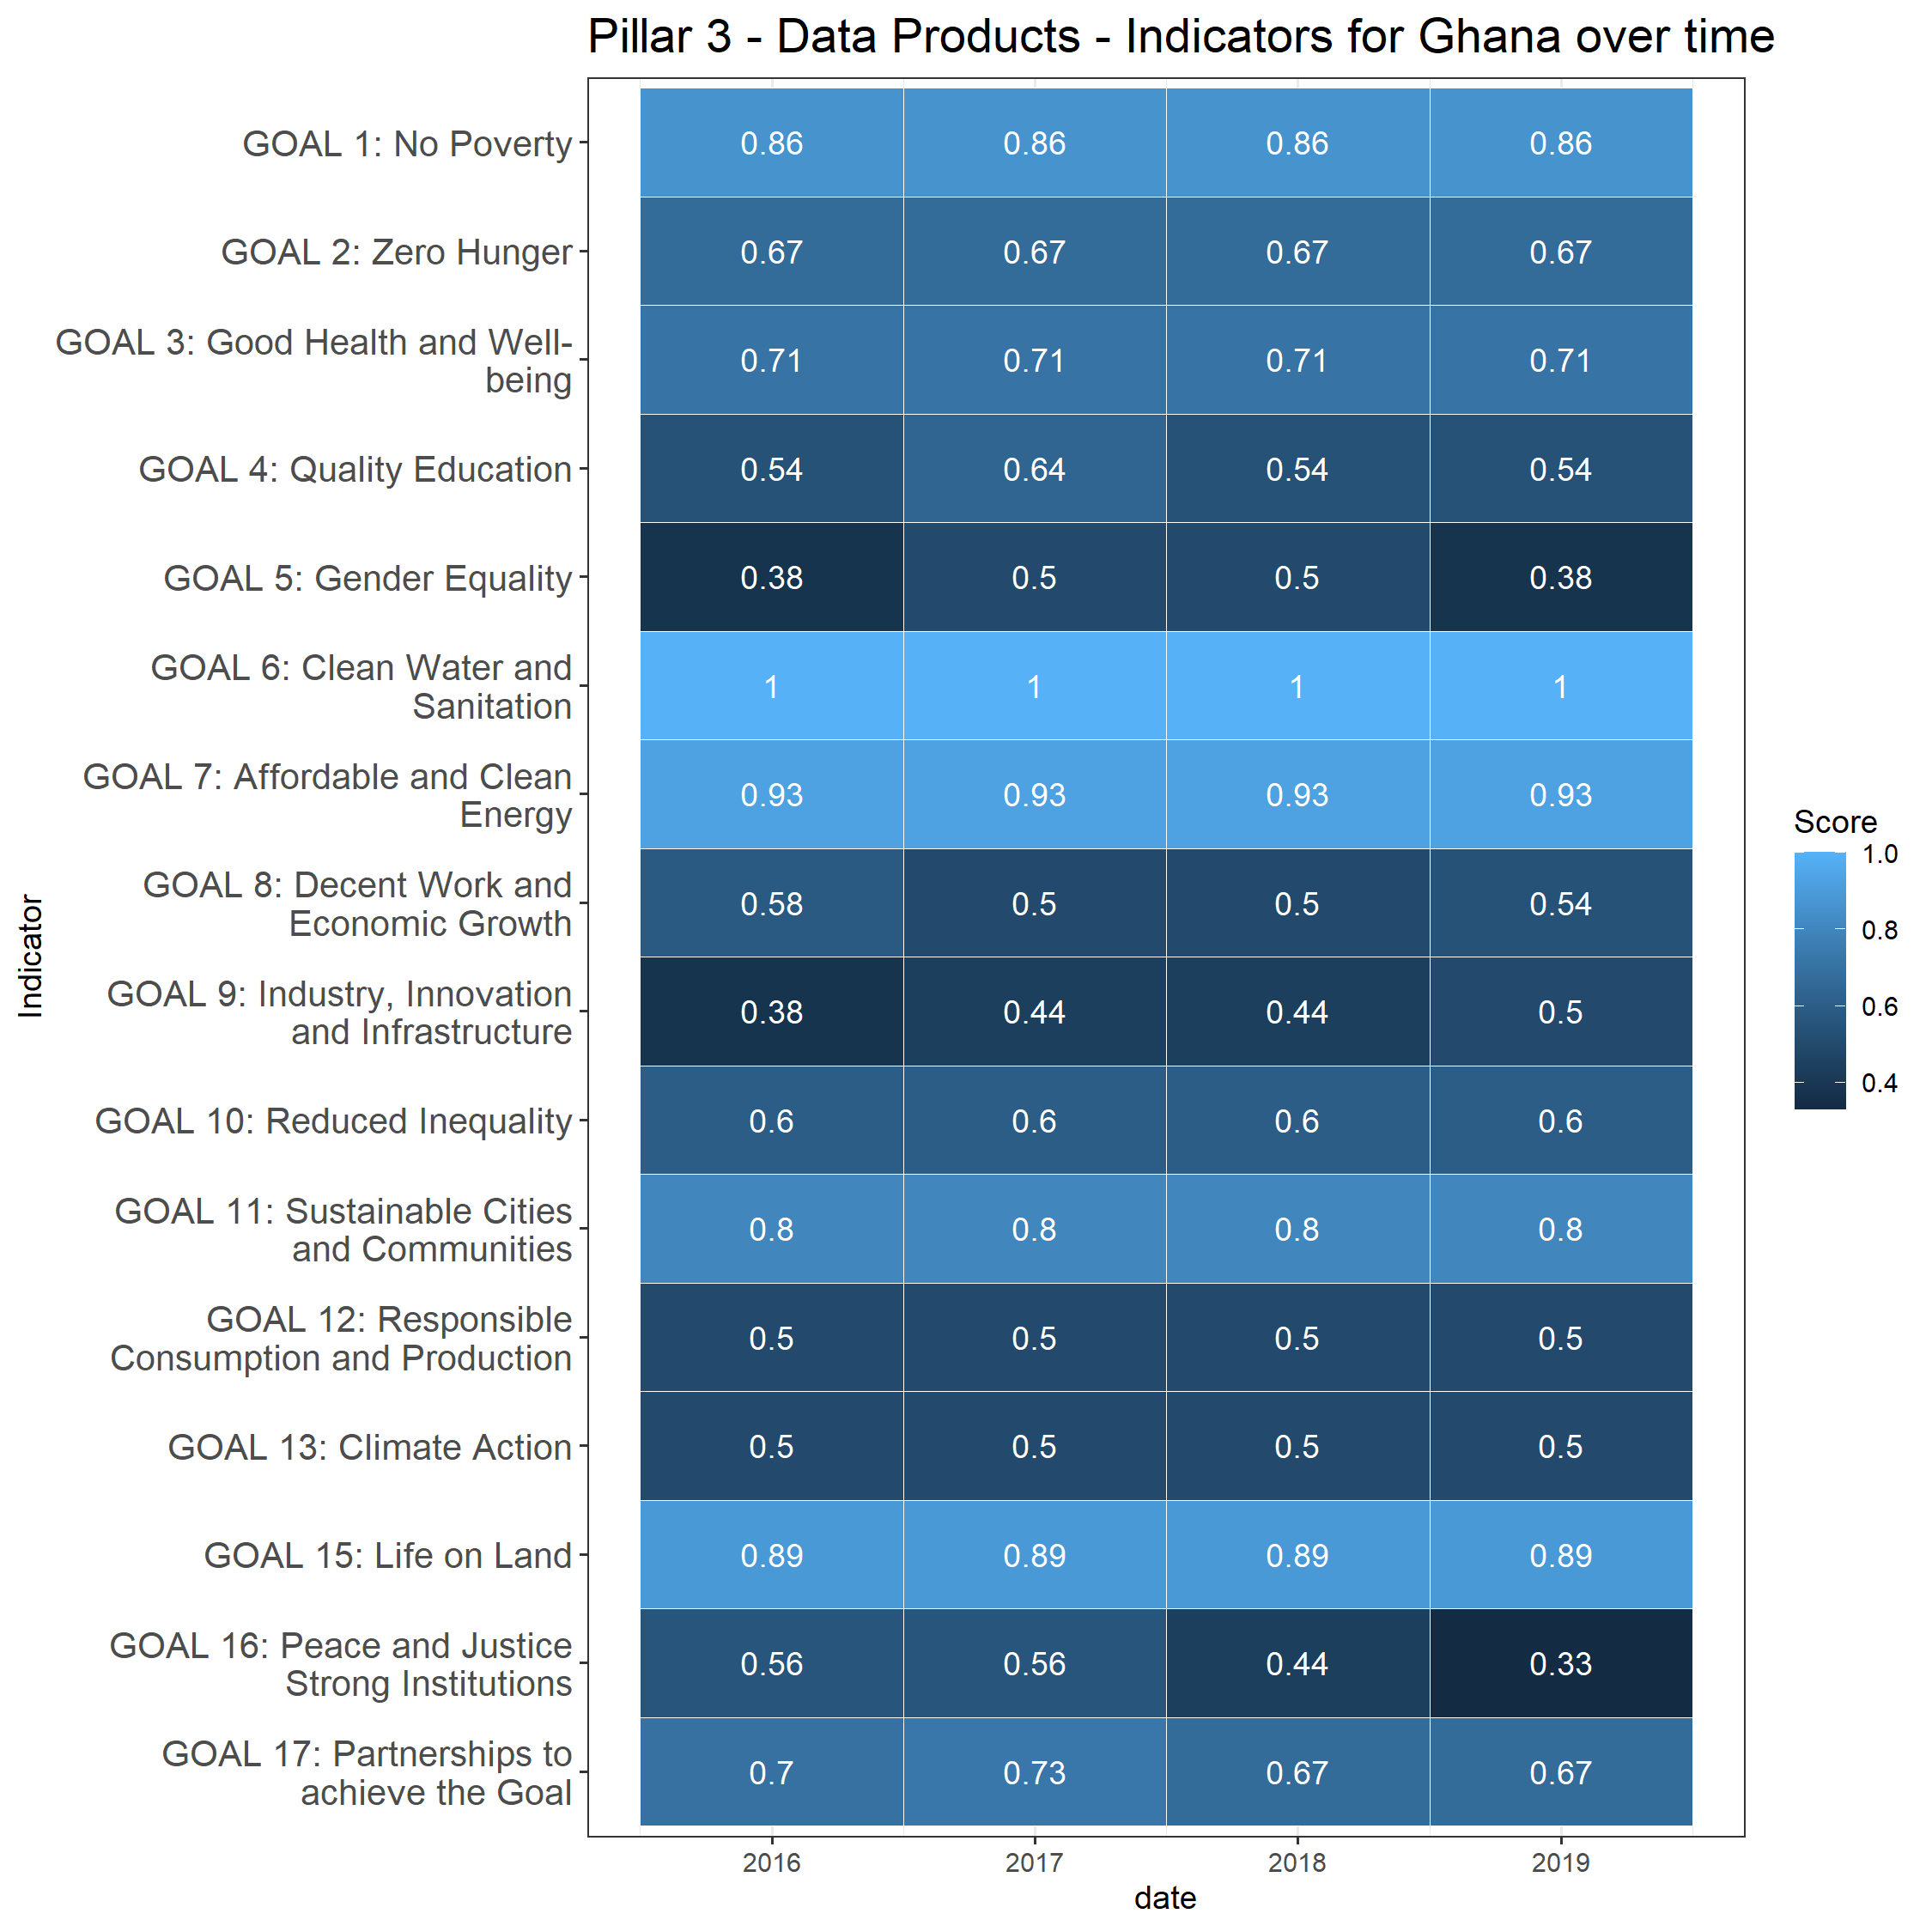 Pillar 3 - Data Products - Indicators for Ghana over time
GOAL 1: No Poverty 0.86 0.86 0.86 0.86
GOAL 2: Zero Hunger 0.67 0.67 0.67 0.67
GOAL 3: Good Health and Well-
being 0.71 0.71 0.71 0.71
GOAL 4: Quality Education 0.54 0.64 0.54 0.54
GOAL 5: Gender Equality 0.38 0.5 0.5 0.38
GOAL 6: Clean Water and
Sanitation 1 1 1 1
GOAL 7: Affordable and Clean
Energy 0.93 0.93 0.93 0.93
GOAL 8: Decent Work and
Economic Growth 0.58 0.5 0.5 0.54
GOAL 9: Industry, Innovation
and Infrastructure 0.38 0.44 0.44 0.5
GOAL 10: Reduced Inequality 0.6 0.6 0.6 0.6
GOAL 11: Sustainable Cities
and Communities 0.8 0.8 0.8 0.8
GOAL 12: Responsible
Consumption and Production 0.5 0.5 0.5 0.5
GOAL 13: Climate Action 0.5 0.5 0.5 0.5
GOAL 15: Life on Land 0.89 0.89 0.89 0.89
GOAL 16: Peace and Justice
Strong Institutions 0.56 0.56 0.44 0.33
GOAL 17: Partnerships to
achieve the Goal 0.7 0.73 0.67 0.67
2016 2017 2018 2019
date
Indicator
Score
1.0
0.8
0.6
0.4